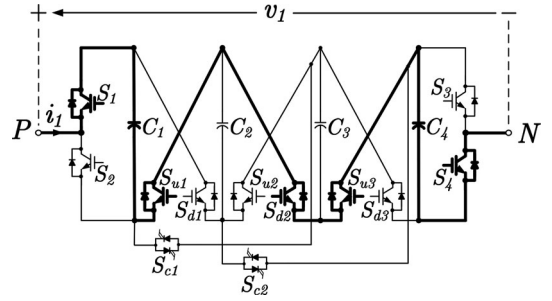 + v1 −
S1 S3
i1
P C1 C2 C3 C4 N
S2 Su1 Su2 Su3 S4
Sd1 Sd2 Sd3
Sc1 Sc2